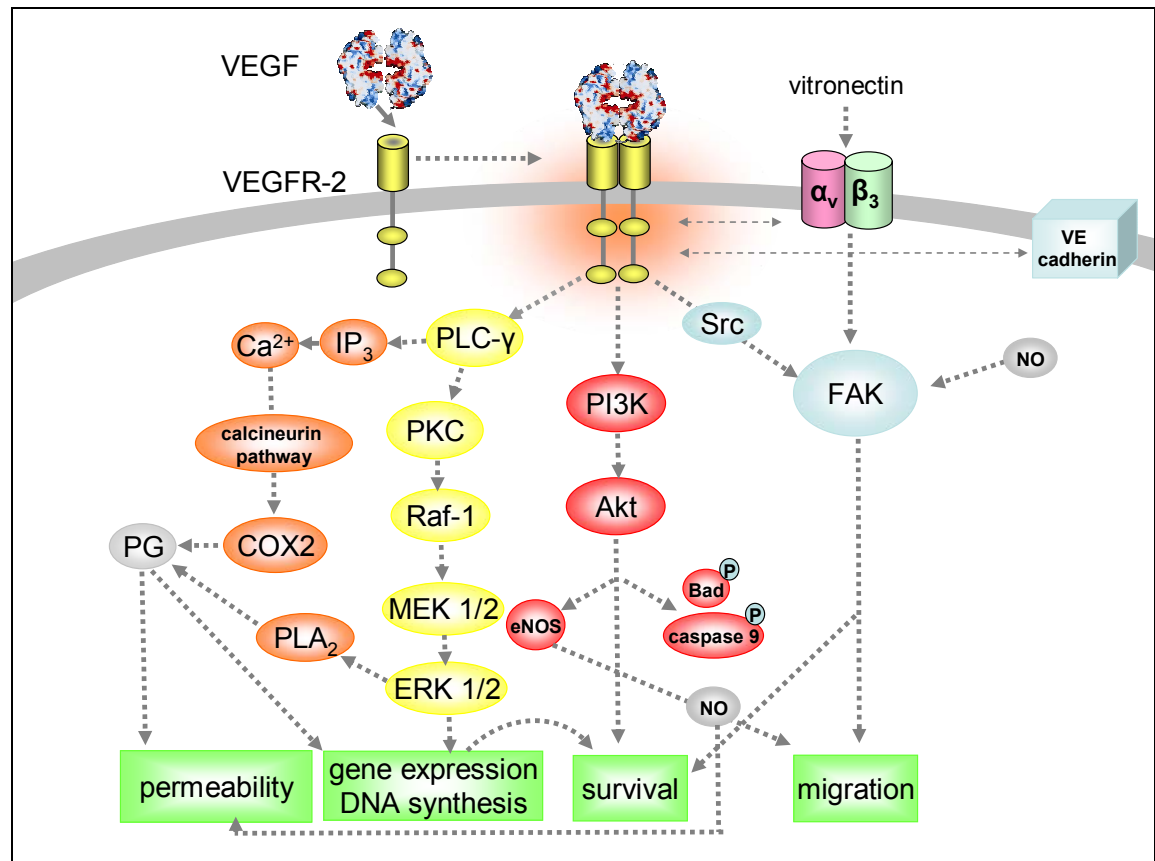 VEGF
vitronectin
VEGFR-2
αv
β3
VE
cadherin
Ca2+
IP3
PLC-γ
Src
NO
PI3K
FAK
calcineurin
pathway
PKC
Akt
Raf-1
PG
COX2
P
Bad
MEK 1/2
eNOS
P
caspase 9
PLA2
ERK 1/2
NO
permeability
gene expression
DNA synthesis
survival
migration